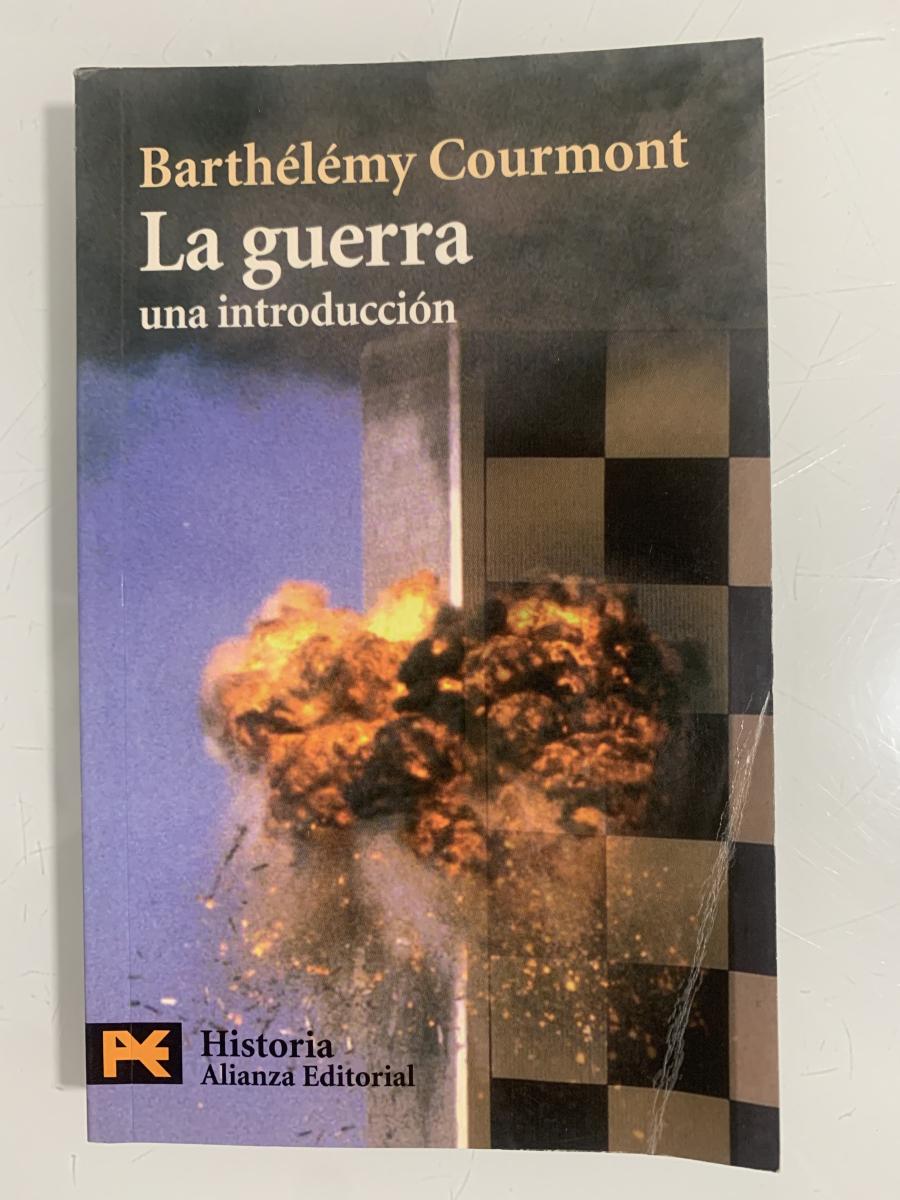 Barthélémy Courmont
La guerra
una introducción
Historia
Alianza Editorial